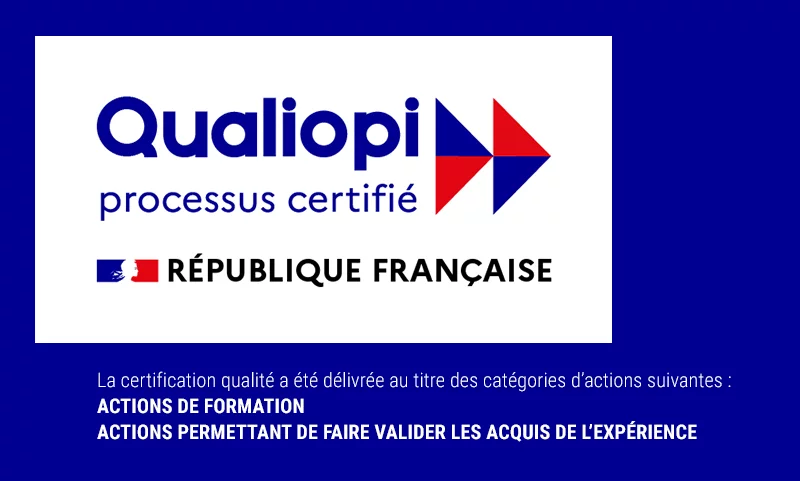 Qualiopi
processus certifié
RÉPUBLIQUE FRANÇAISE
La certification qualité a été délivrée au titre des catégories d’actions suivantes :
ACTIONS DE FORMATION
ACTIONS PERMETTANT DE FAIRE VALIDER LES ACQUIS DE L’EXPÉRIENCE